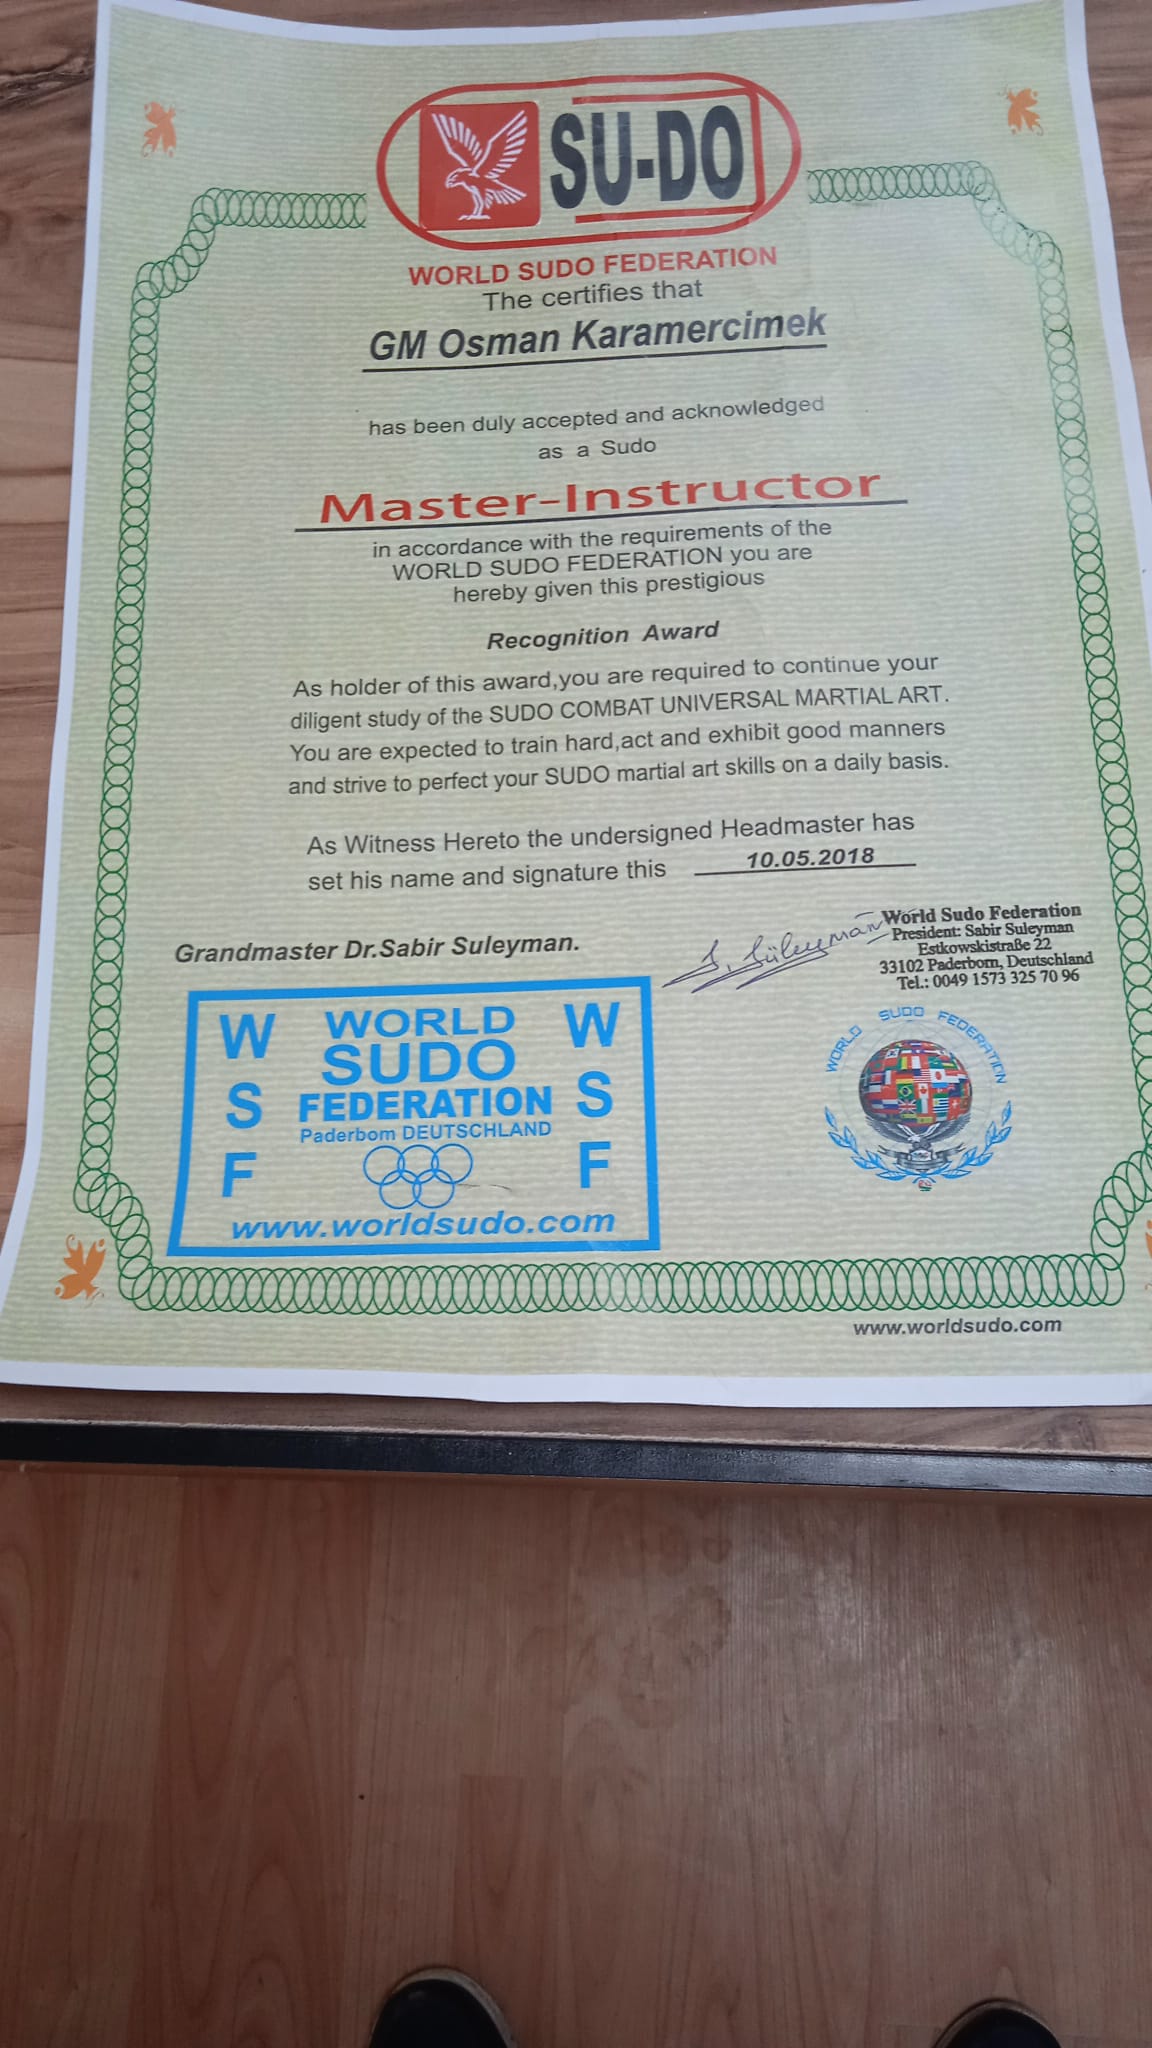 SU-DO
WORLD SUDO FEDERATION
The certifies that
GM Osman Karamercimek
has been duly accepted and acknowledged
as a Sudo
Master-Instructor
in accordance with the requirements of the
WORLD SUDO FEDERATION you are
hereby given this prestigious
Recognition Award
As holder of this award,you are required to continue your
diligent study of the SUDO COMBAT UNIVERSAL MARTIAL ART.
You are expected to train hard,act and exhibit good manners
and strive to perfect your SUDO martial art skills on a daily basis.
As Witness Hereto the undersigned Headmaster has
set his name and signature this 10.05.2018
Grandmaster Dr.Sabir Suleyman.
S. Süleyman
World Sudo Federation
President: Sabir Suleyman
Estkowskistraße 22
33102 Paderborn, Deutschland
Tel.: 0049 1573 325 70 96
W S F
WORLD
SUDO
FEDERATION
Paderborn DEUTSCHLAND
www.worldsudo.com
W S F
WORLD SUDO FEDERATION
www.worldsudo.com